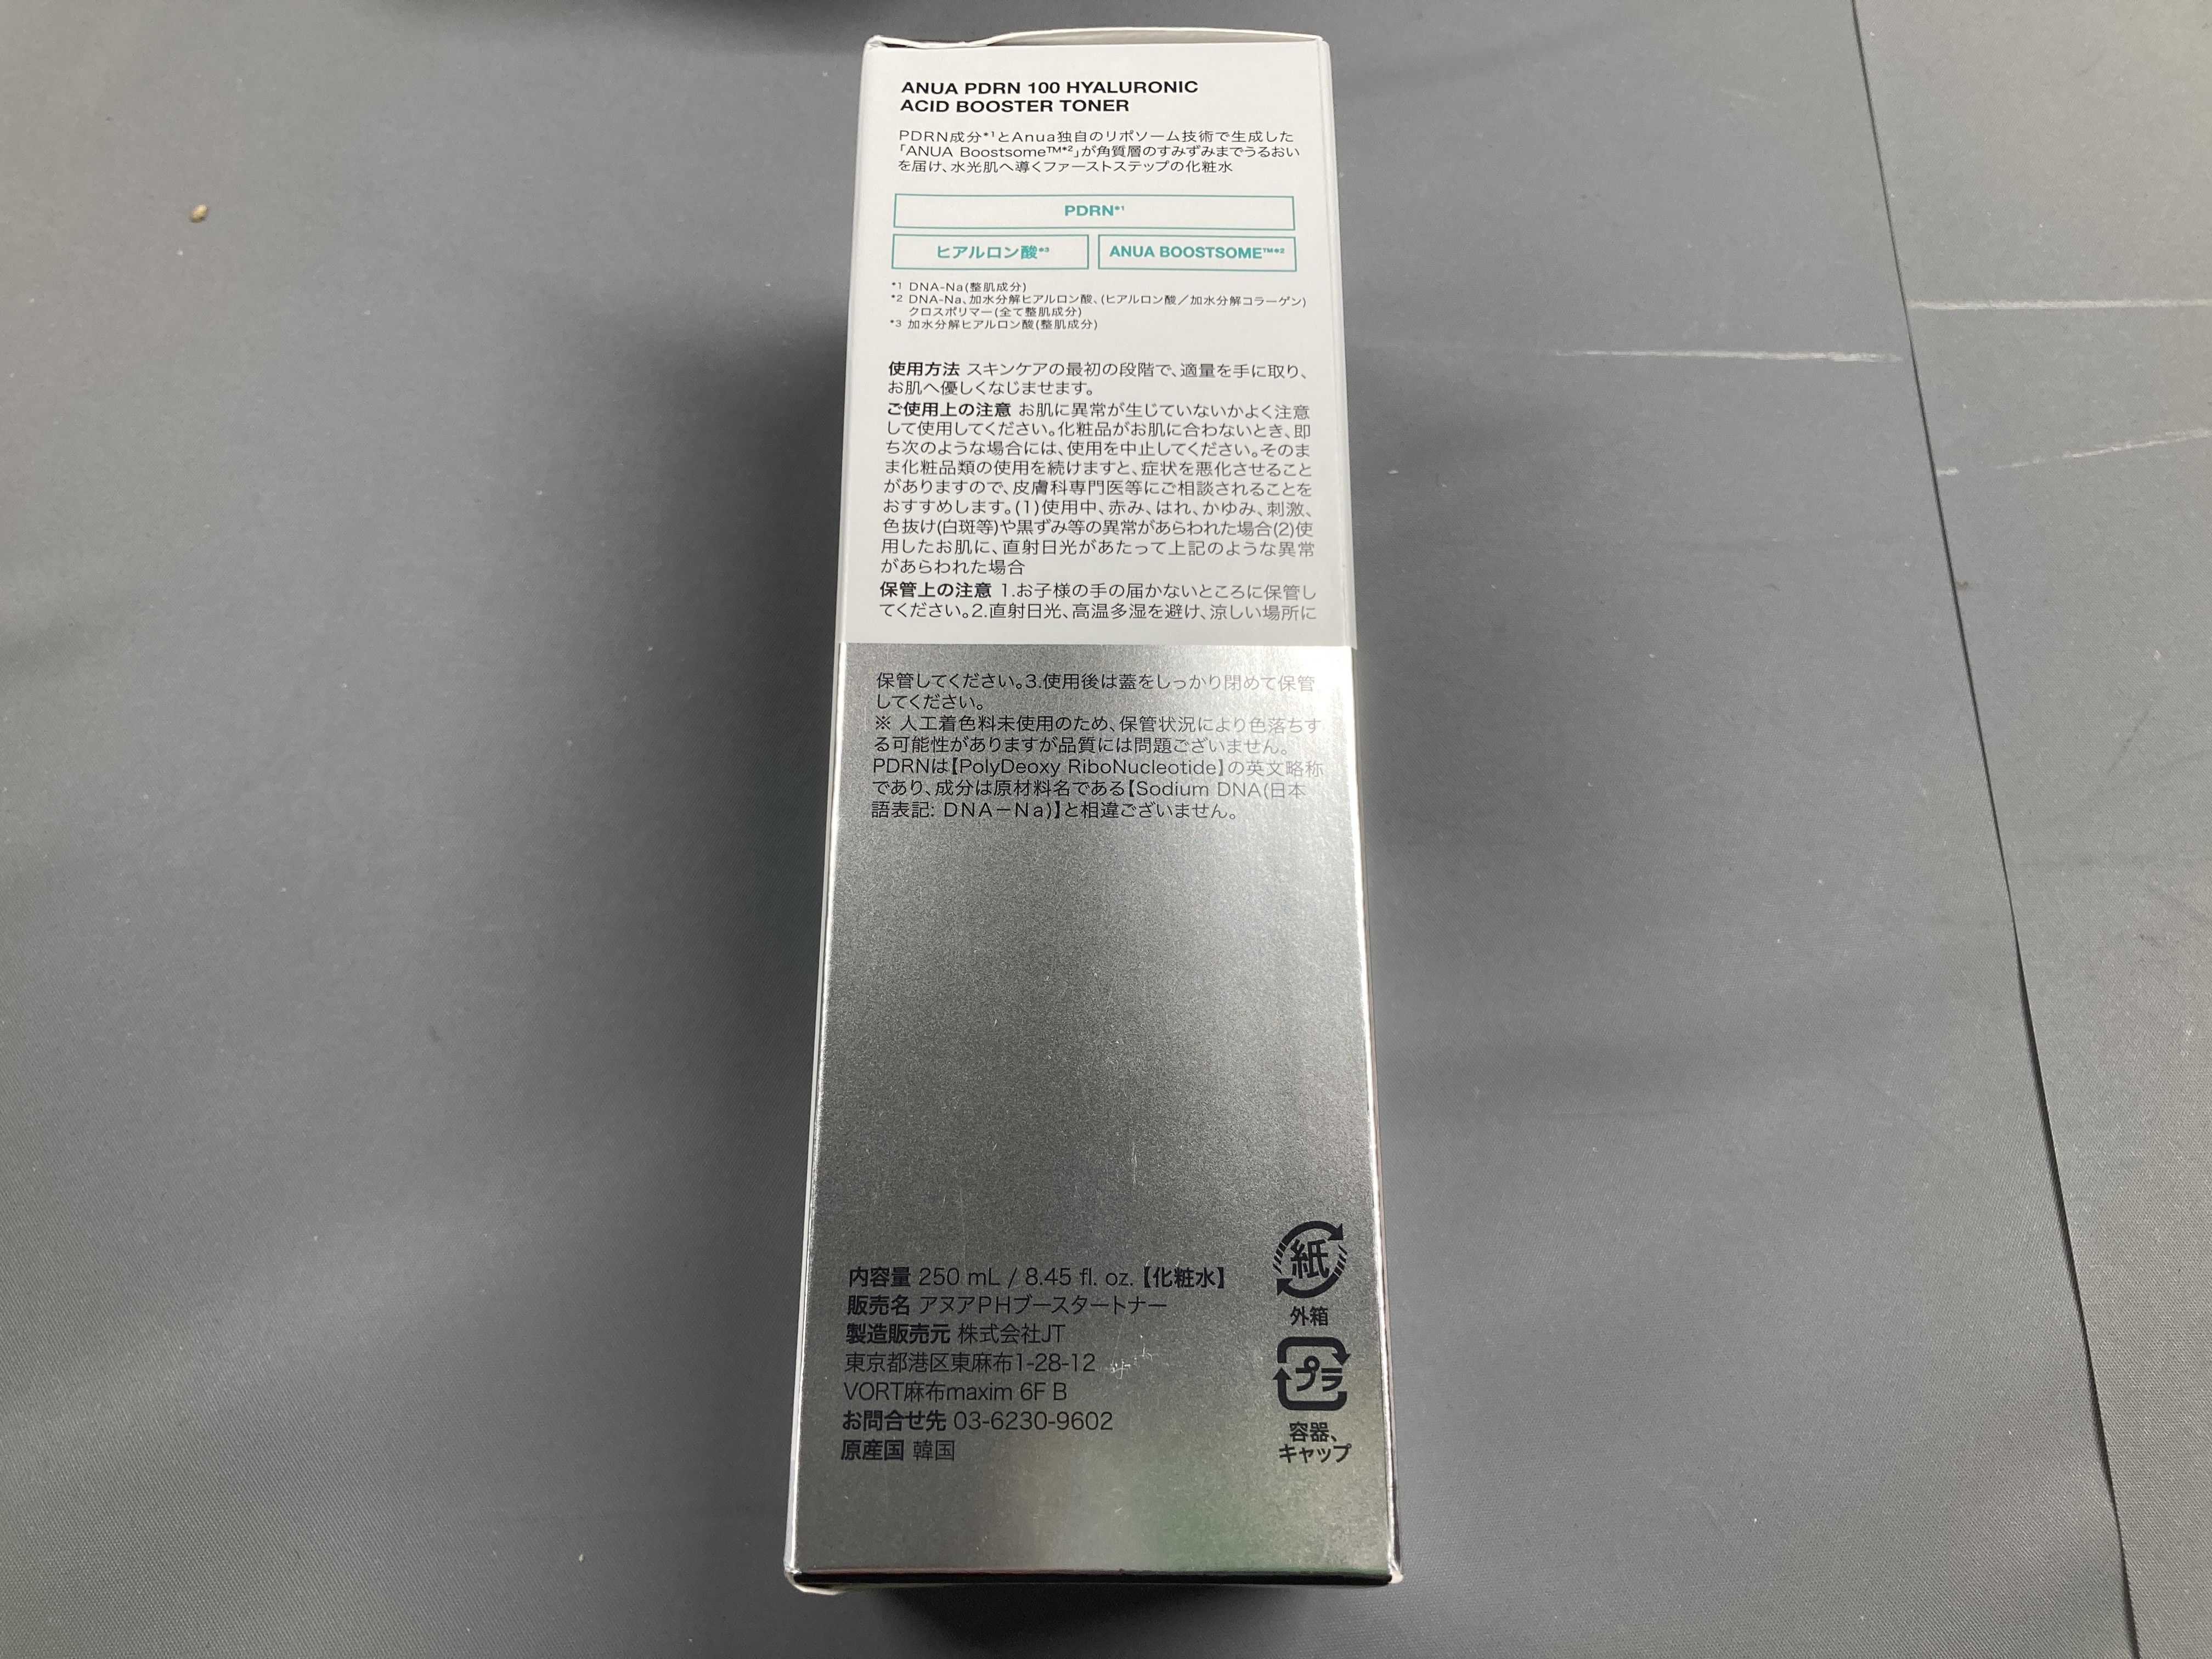 ANUA PDRN 100 HYALURONIC
ACID BOOSTER TONER
PDRN成分*1とAnua独自のリポソーム技術で生成した
「ANUA Boostsome™*2」が角質層のすみずみまでうるおい
を届け、水光肌へ導くファーストステップの化粧水
PDRN*1
ヒアルロン酸*3
ANUA BOOSTSOME™*2
*1 DNA-Na(整肌成分)
*2 DNA-Na、加水分解ヒアルロン酸、(ヒアルロン酸/加水分解コラーゲン)
クロスポリマー(全て整肌成分)
*3 加水分解ヒアルロン酸(整肌成分)
使用方法 スキンケアの最初の段階で、適量を手に取り、
お肌へ優しくなじませます。
ご使用上の注意 お肌に異常が生じていないかよく注意
して使用してください。化粧品がお肌に合わないとき、即
ち次のような場合には、使用を中止してください。そのま
ま化粧品類の使用を続けますと、症状を悪化させること
がありますので、皮膚科専門医等にご相談されることを
おすすめします。(1)使用中、赤み、はれ、かゆみ、刺激、
色抜け(白斑等)や黒ずみ等の異常があらわれた場合(2)使
用したお肌に、直射日光があたって上記のような異常
があらわれた場合
保管上の注意 1.お子様の手の届かないところに保管し
てください。2.直射日光、高温多湿を避け、涼しい場所に
保管してください。3.使用後は蓋をしっかり閉めて保管
してください。
※ 人工着色料未使用のため、保管状況により色落ちす
る可能性がありますが品質には問題ございません。
PDRNは【PolyDeoxy RiboNucleotide】の英文略称
であり、成分は原材料名である【Sodium DNA(日本
語表記: DNA－Na)】と相違ございません。
内容量 250 mL / 8.45 fl. oz.【化粧水】
販売名 アヌアPHブースタートナー
製造販売元 株式会社JT
東京都港区東麻布1-28-12
VORT麻布maxim 6F B
お問合せ先 03-6230-9602
原産国 韓国
紙
外箱
プラ
容器、
キャップ